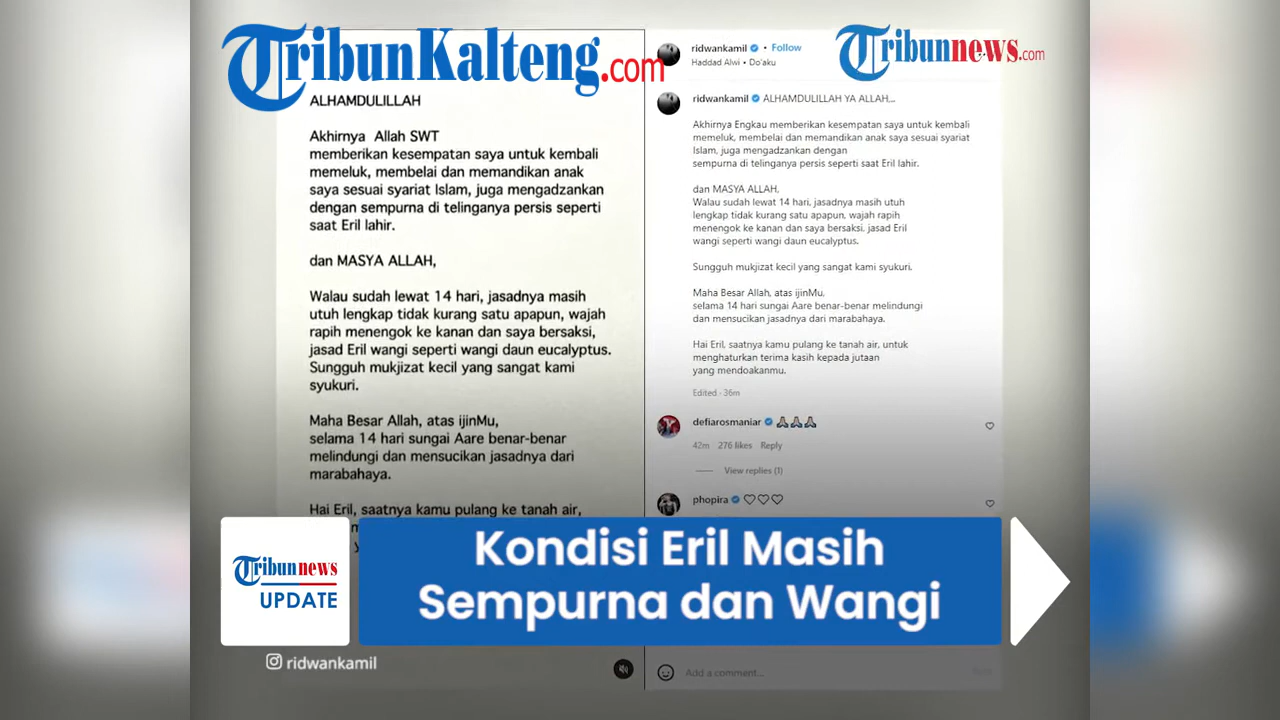 TribunKalteng.com
ALHAMDULILLAH
Akhirnya Allah SWT
memberikan kesempatan saya untuk kembali
memeluk, membelai dan memandikan anak
saya sesuai syariat Islam, juga mengadzankan
dengan sempurna di telinganya persis seperti
saat Eril lahir.
dan MASYA ALLAH,
Walau sudah lewat 14 hari, jasadnya masih
utuh lengkap tidak kurang satu apapun, wajah
rapih menengok ke kanan dan saya bersaksi,
jasad Eril wangi seperti wangi daun eucalyptus.
Sungguh mukjizat kecil yang sangat kami
syukuri.
Maha Besar Allah, atas ijinMu,
selama 14 hari sungai Aare benar-benar
melindungi dan mensucikan jasadnya dari
marabahaya.
Hai Eril, saatnya kamu pulang ke tanah air,
Tribunnews.com
ridwankamil • Follow
Haddad Alwi • Do'aku
ridwankamil ALHAMDULILLAH YA ALLAH,..
Akhirnya Engkau memberikan kesempatan saya untuk kembali
memeluk, membelai dan memandikan anak saya sesuai syariat
Islam, juga mengadzankan dengan
sempurna di telinganya persis seperti saat Eril lahir.
dan MASYA ALLAH,
Walau sudah lewat 14 hari, jasadnya masih utuh
lengkap tidak kurang satu apapun, wajah rapih
menengok ke kanan dan saya bersaksi. jasad Eril
wangi seperti wangi daun eucalyptus.
Sungguh mukjizat kecil yang sangat kami syukuri.
Maha Besar Allah, atas ijinMu,
selama 14 hari sungai Aare benar-benar melindungi
dan mensucikan jasadnya dari marabahaya.
Hai Eril, saatnya kamu pulang ke tanah air, untuk
menghaturkan terima kasih kepada jutaan
yang mendoakanmu.
Edited · 36m
defiarosmaniar 🙏🏼🙏🏼🙏🏼
42m 276 likes Reply
View replies (1)
phopira ♡♡♡
Tribunnews
UPDATE
Kondisi Eril Masih
Sempurna dan Wangi
ridwankamil
Add a comment...